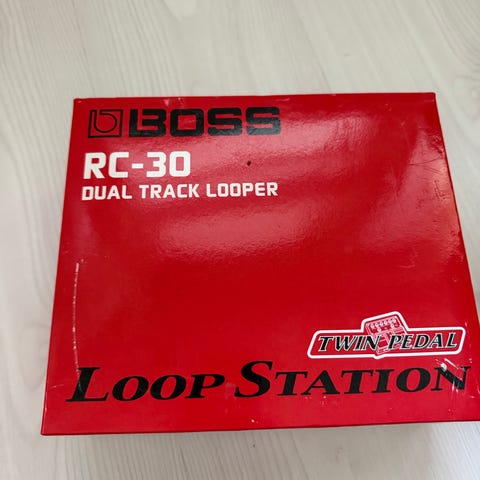 BOSS
RC-30
DUAL TRACK LOOPER
TWIN PEDAL
LOOP STATION